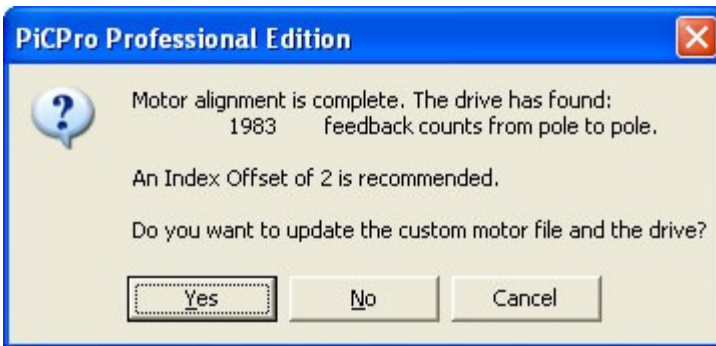 PiCPro Professional Edition
Motor alignment is complete. The drive has found:
1983 feedback counts from pole to pole.
An Index Offset of 2 is recommended.
Do you want to update the custom motor file and the drive?
Yes No Cancel